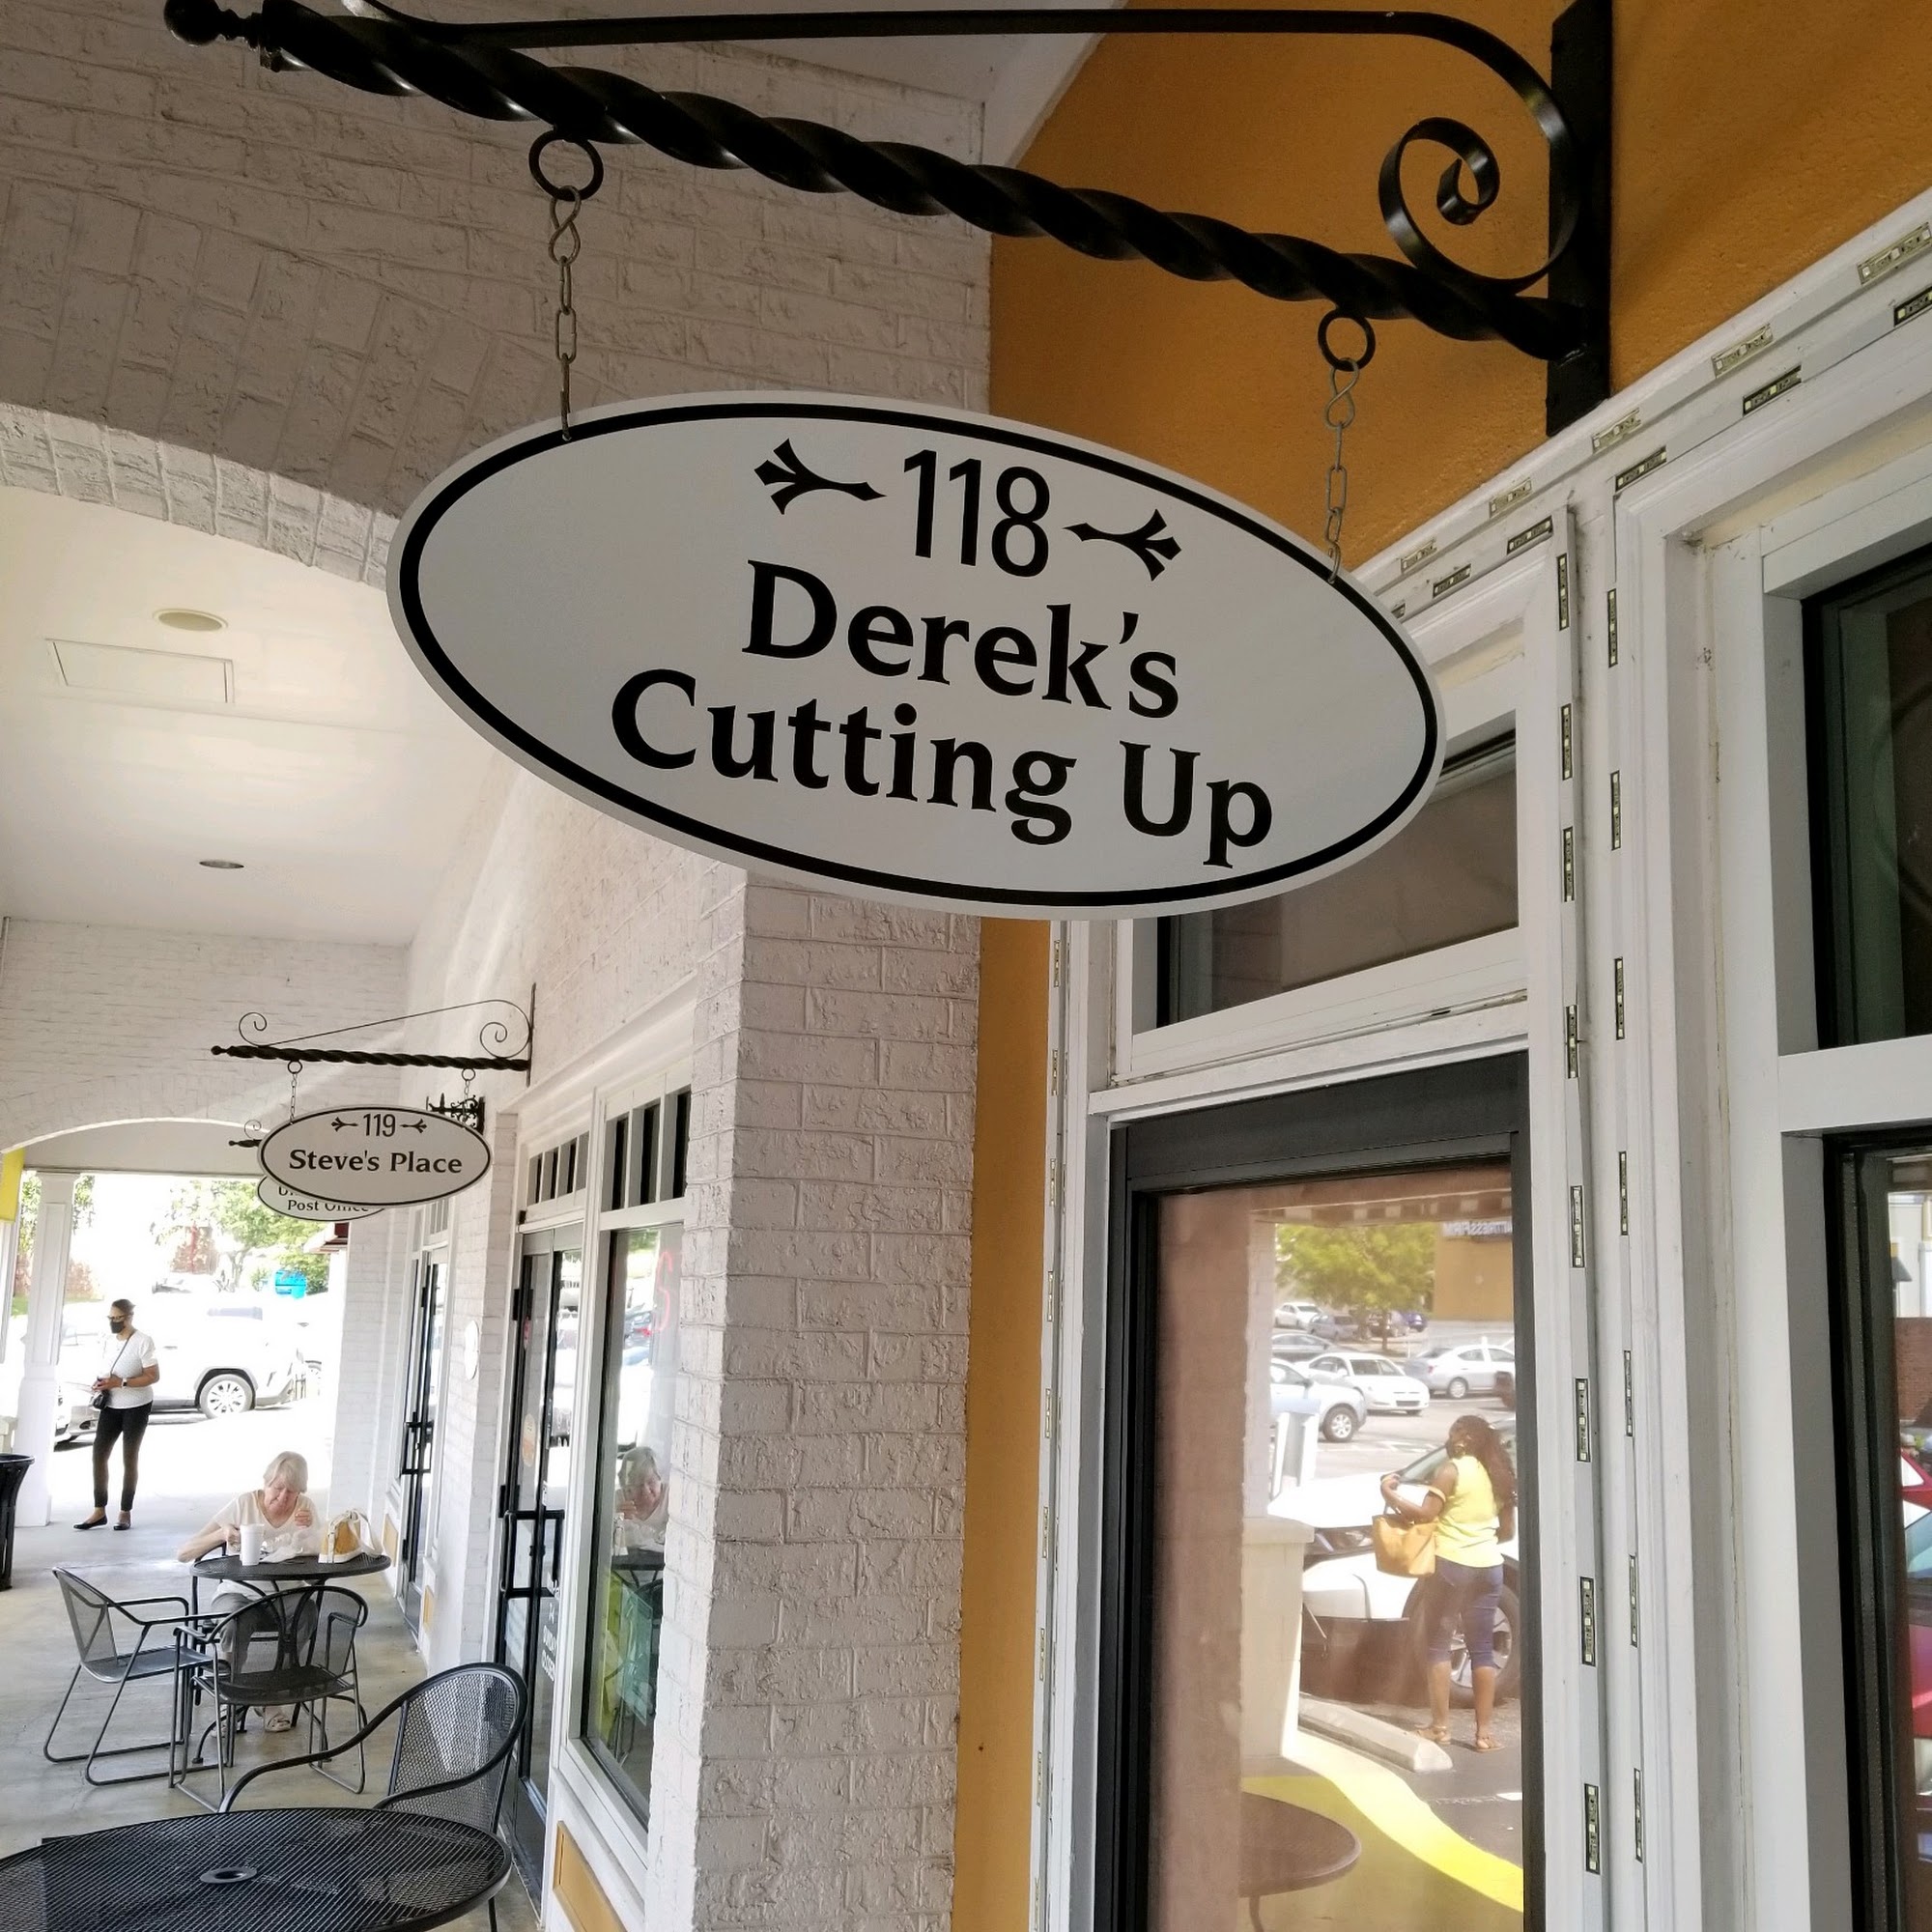 118
Derek's
Cutting Up
119
Steve's Place
Post Office